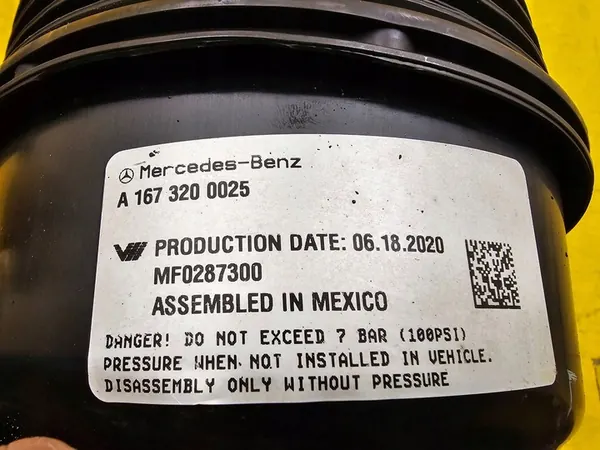 Mercedes-Benz
A 167 320 0025
PRODUCTION DATE: 06.18.2020
MF0287300
ASSEMBLED IN MEXICO
DANGER! DO NOT EXCEED 7 BAR (100PSI)
PRESSURE WHEN NOT INSTALLED IN VEHICLE.
DISASSEMBLY ONLY WITHOUT PRESSURE